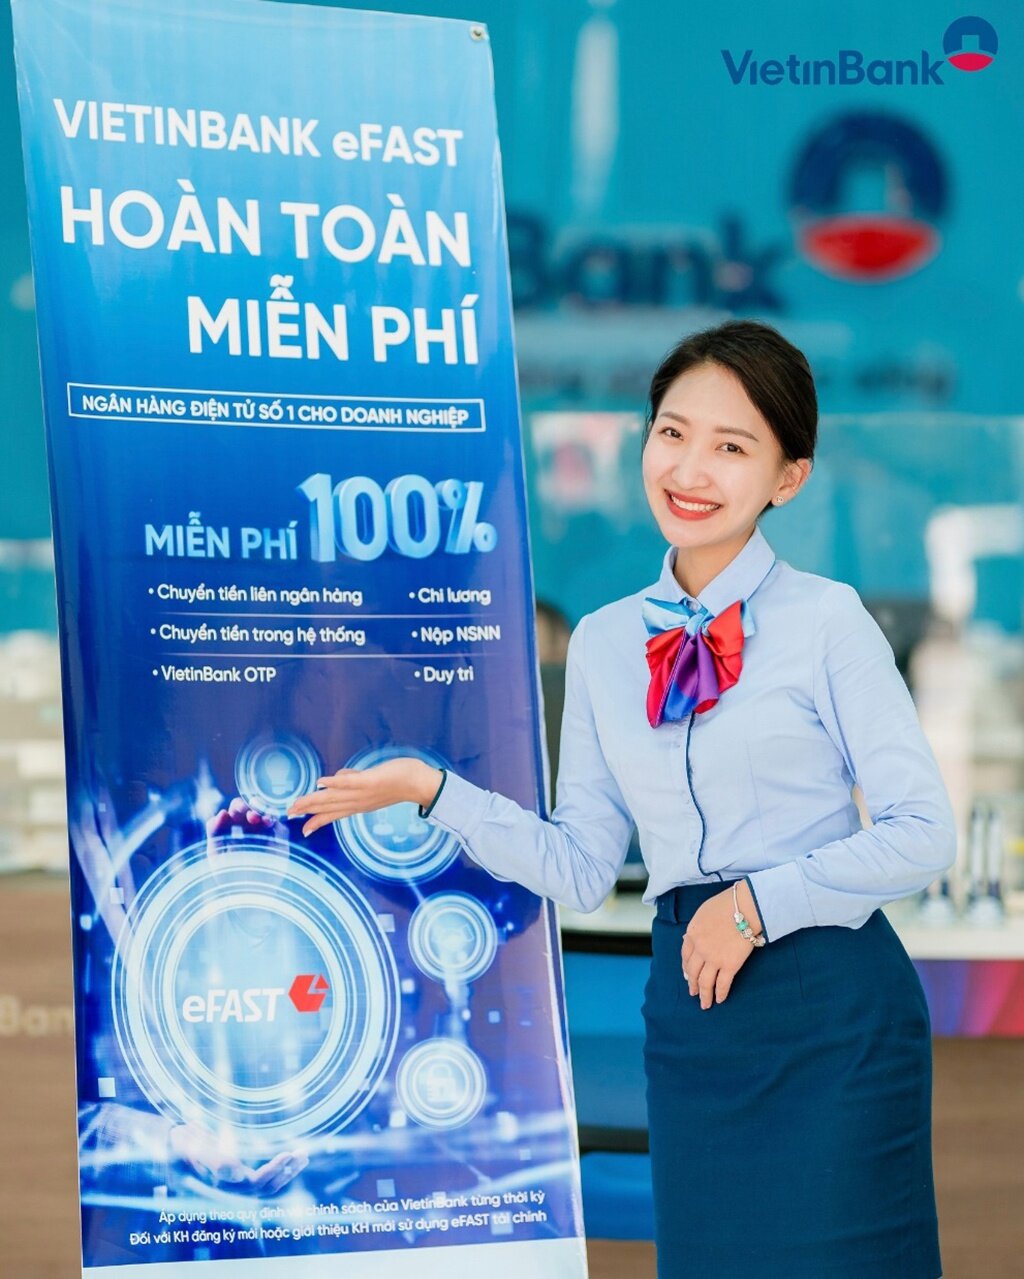 VIETINBANK eFAST
VietinBank
HOÀN TOÀN
MIỄN PHÍ
Bank
NGÂN HÀNG ĐIỆN TỬ SỐ 1 CHO DOANH NGHIỆP
MIỄN PHÍ 100%
• Chuyển tiền liên ngân hàng
• Chi lương
• Chuyển tiền trong hệ thống
• Nộp NSNN
• VietinBank OTP
• Duy trì
eFAST
Áp dụng theo quy định và chính sách của VietinBank từng thời kỳ
Đối với KH đăng ký mới hoặc giới thiệu KH mới sử dụng eFAST tài chính